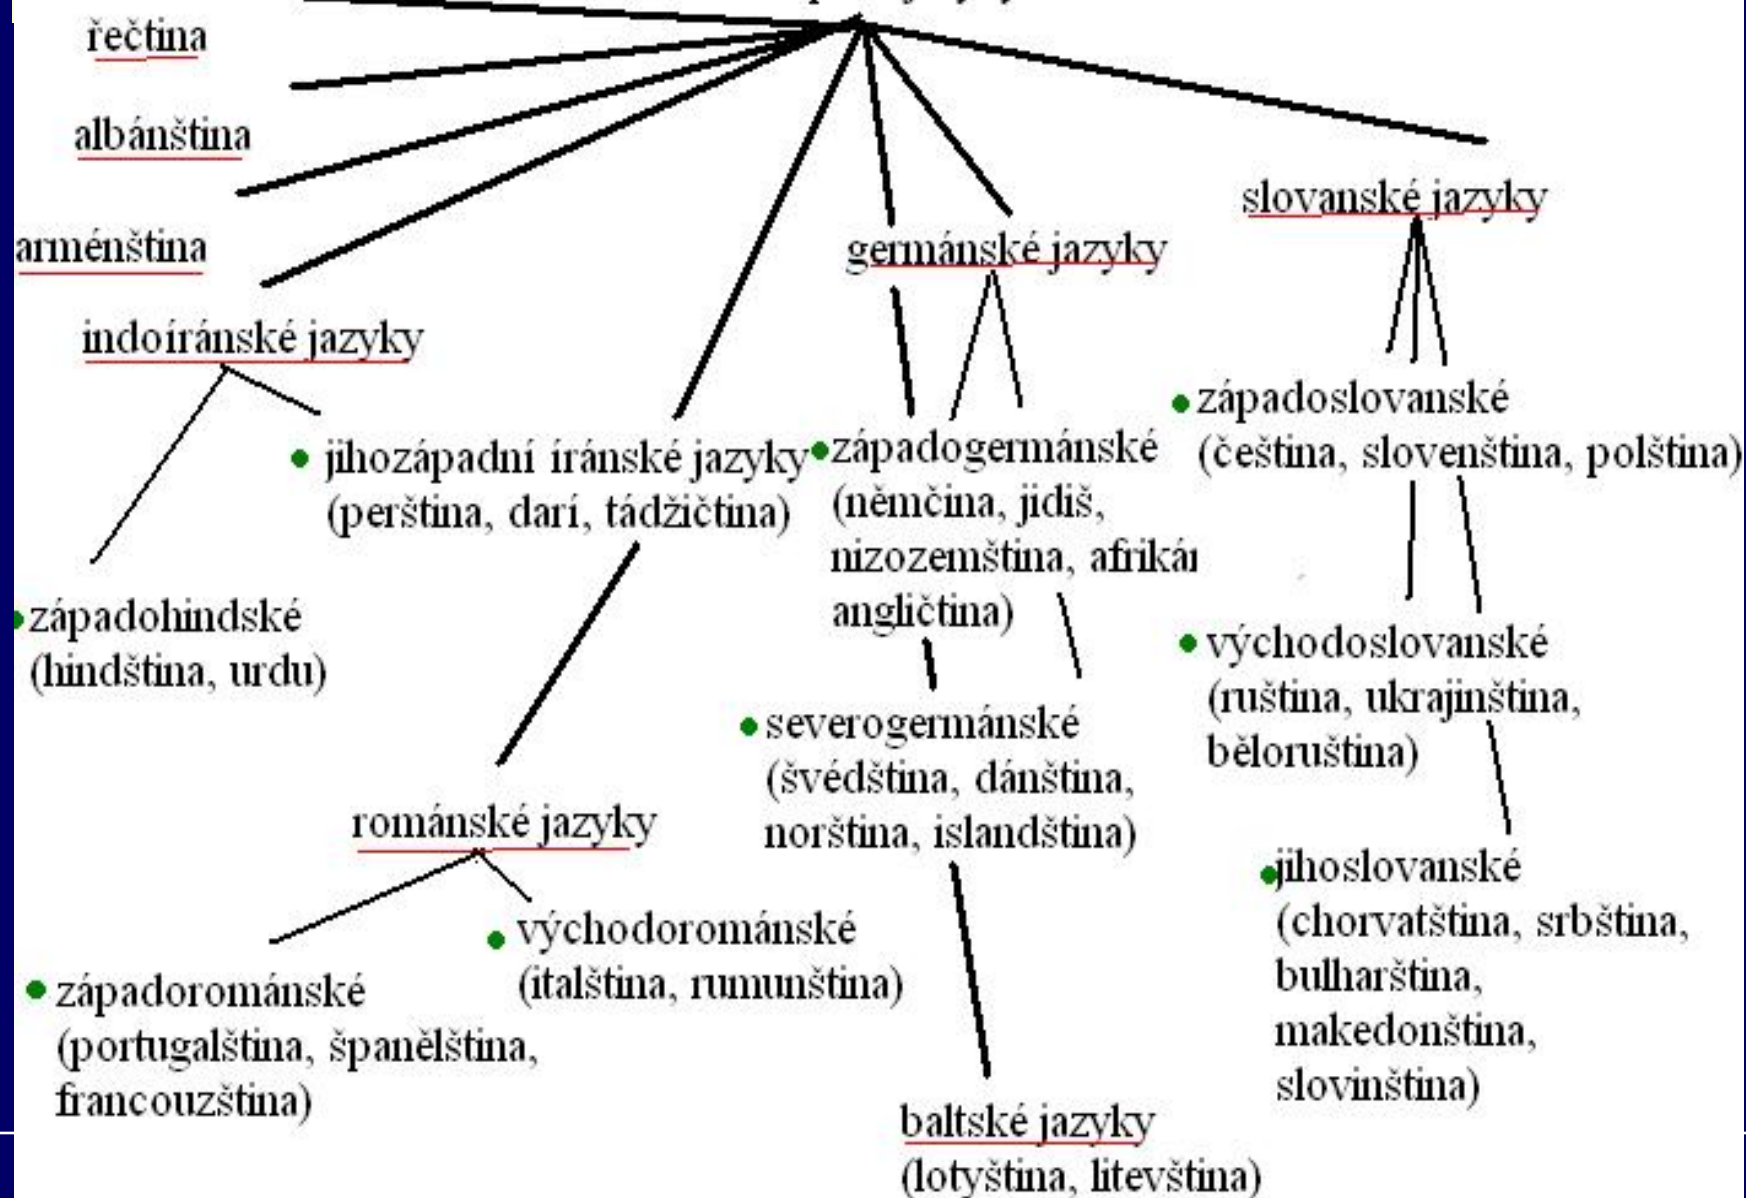 řečtina
albánština
arménština
indoíránské jazyky
západohindské
(hindština, urdu)
jihozápadní íránské jazyky
(perština, darí, tádžičtina)
románské jazyky
západorománské
(portugalština, španělština,
francouzština)
východorománské
(italština, rumunština)
germánské jazyky
západogermánské
(němčina, jidiš,
nizozemština,
angličtina)
severogermánské
(švédština, dánština,
norština, islandština)
baltské jazyky
(lotyština, litevština)
slovanské jazyky
západoslovanské
(čeština, slovenština, polština)
východoslovanské
(ruština, ukrajinština,
běloruština)
jihoslovanské
(chorvatština, srbština,
bulharština,
makedonština,
slovinština)